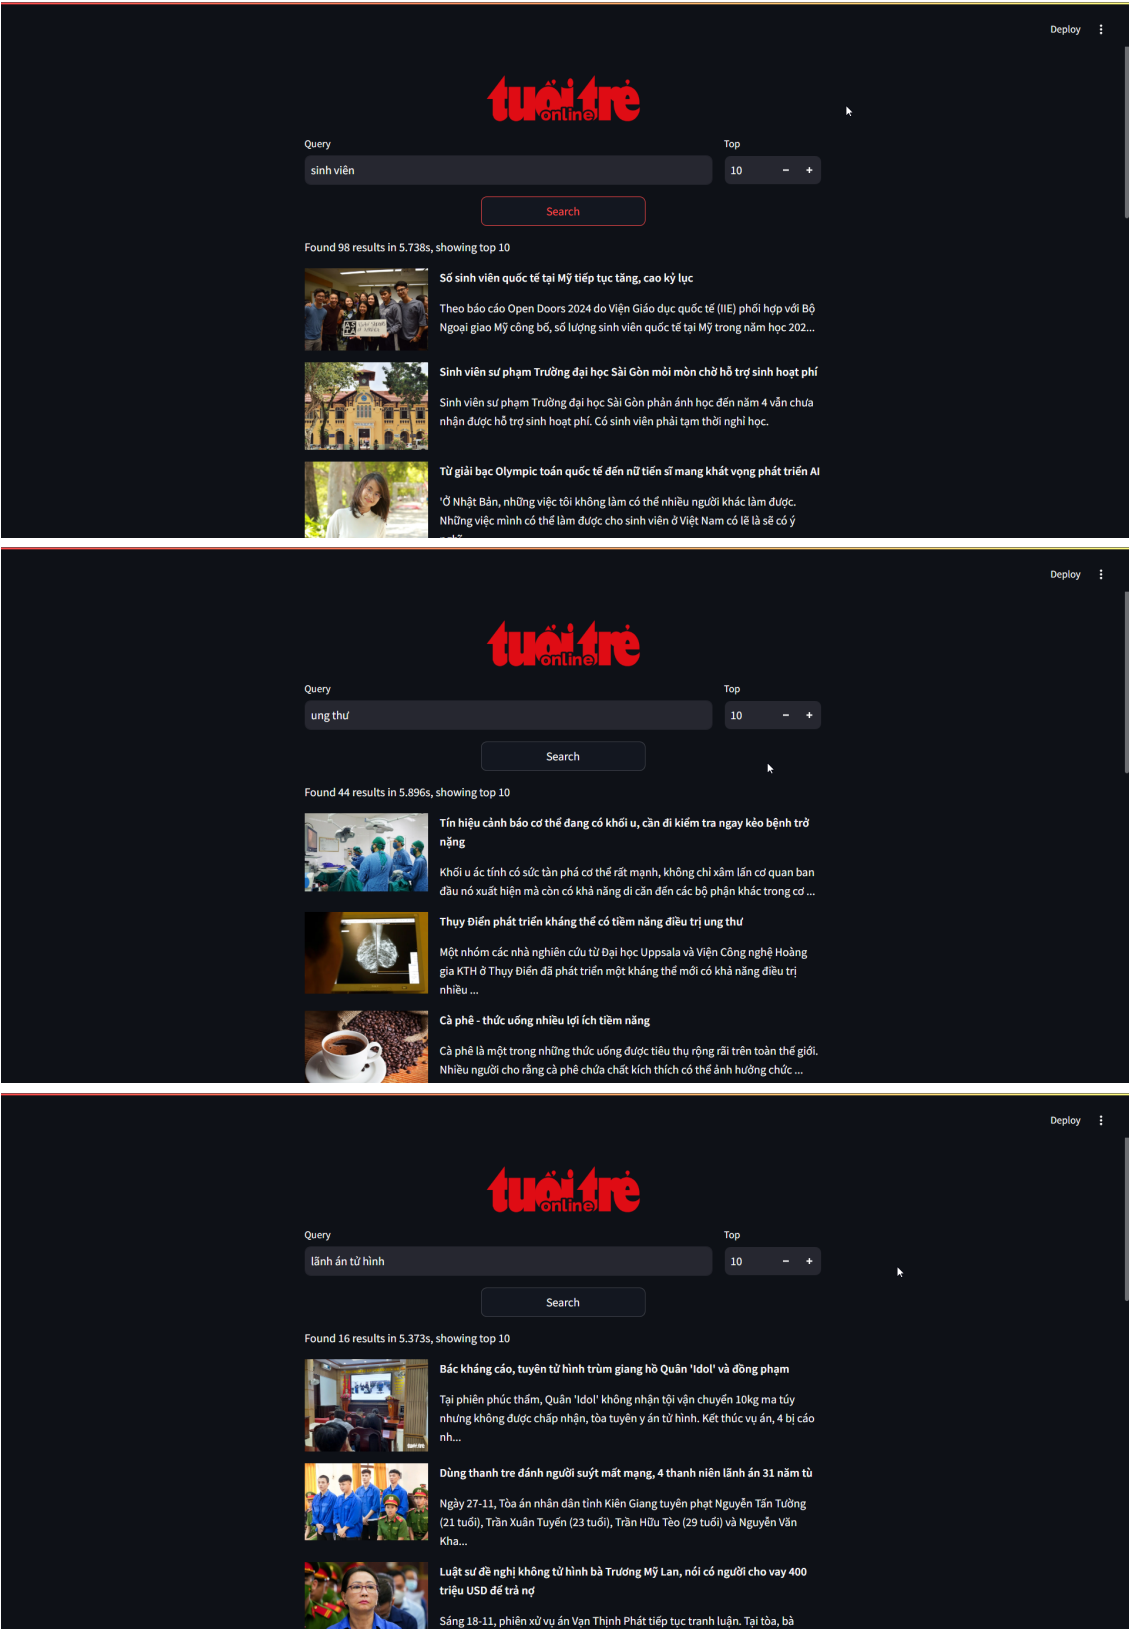 Deploy
tuổi trẻ
online
Query
Top
sinh viên
10
Search
Found 98 results in 5.738s, showing top 10
Số sinh viên quốc tế tại Mỹ tiếp tục tăng, cao kỷ lục
Theo báo cáo Open Doors 2024 do Viện Giáo dục quốc tế (IIE) phối hợp với Bộ
Ngoại giao Mỹ công bố, số lượng sinh viên quốc tế tại Mỹ trong năm học 202...
Sinh viên sư phạm Trường đại học Sài Gòn mỏi mòn chờ hỗ trợ sinh hoạt phí
Sinh viên sư phạm Trường đại học Sài Gòn phản ánh học đến năm 4 vẫn chưa
nhận được hỗ trợ sinh hoạt phí. Có sinh viên phải tạm thời nghỉ học.
Từ giải bạc Olympic toán quốc tế đến nữ tiến sĩ mang khát vọng phát triển AI
'Ở Nhật Bản, những việc tôi không làm có thể nhiều người khác làm được.
Những việc mình có thể làm được cho sinh viên ở Việt Nam có lẽ là sẽ có ý
Deploy
tuổi trẻ
online
Query
Top
ung thư
10
Search
Found 44 results in 5.896s, showing top 10
Tín hiệu cảnh báo cơ thể đang có khối u, cần đi kiểm tra ngay kẻo bệnh trở
nặng
Khối u ác tính có sức tàn phá cơ thể rất mạnh, không chỉ xâm lấn cơ quan ban
đầu nó xuất hiện mà còn có khả năng di căn đến các bộ phận khác trong cơ ...
Thụy Điển phát triển kháng thể có tiềm năng điều trị ung thư
Một nhóm các nhà nghiên cứu từ Đại học Uppsala và Viện Công nghệ Hoàng
gia KTH ở Thụy Điển đã phát triển một kháng thể mới có khả năng điều trị
nhiều ...
Cà phê - thức uống nhiều lợi ích tiềm năng
Cà phê là một trong những thức uống được tiêu thụ rộng rãi trên toàn thế giới.
Nhiều người cho rằng cà phê chứa chất kích thích có thể ảnh hưởng chức ...
Deploy
tuổi trẻ
online
Query
Top
lãnh án tử hình
10
Search
Found 16 results in 5.373s, showing top 10
Bác kháng cáo, tuyên tử hình trùm giang hồ Quân 'Idol' và đồng phạm
Tại phiên phúc thẩm, Quân 'Idol' không nhận tội vận chuyển 10kg ma túy
nhưng không được chấp nhận, tòa tuyên y án tử hình. Kết thúc vụ án, 4 bị cáo
nh...
Dùng thanh tre đánh người suýt mất mạng, 4 thanh niên lãnh án 31 năm tù
Ngày 27-11, Tòa án nhân dân tỉnh Kiên Giang tuyên phạt Nguyễn Tấn Tường
(21 tuổi), Trần Xuân Tuyến (23 tuổi), Trần Hữu Tèo (29 tuổi) và Nguyễn Văn
Kha...
Luật sư đề nghị không tử hình bà Trương Mỹ Lan, nói có người cho vay 400
triệu USD để trả nợ
Sáng 18-11, phiên xử vụ án Vạn Thịnh Phát tiếp tục tranh luận. Tại tòa, bà